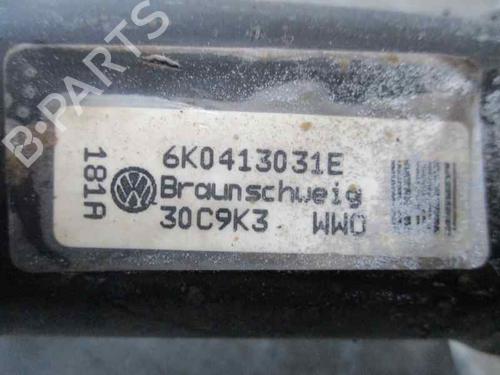 6K0413031E
Braunschweig
30C9K3 WWO
181A
B-PARTS